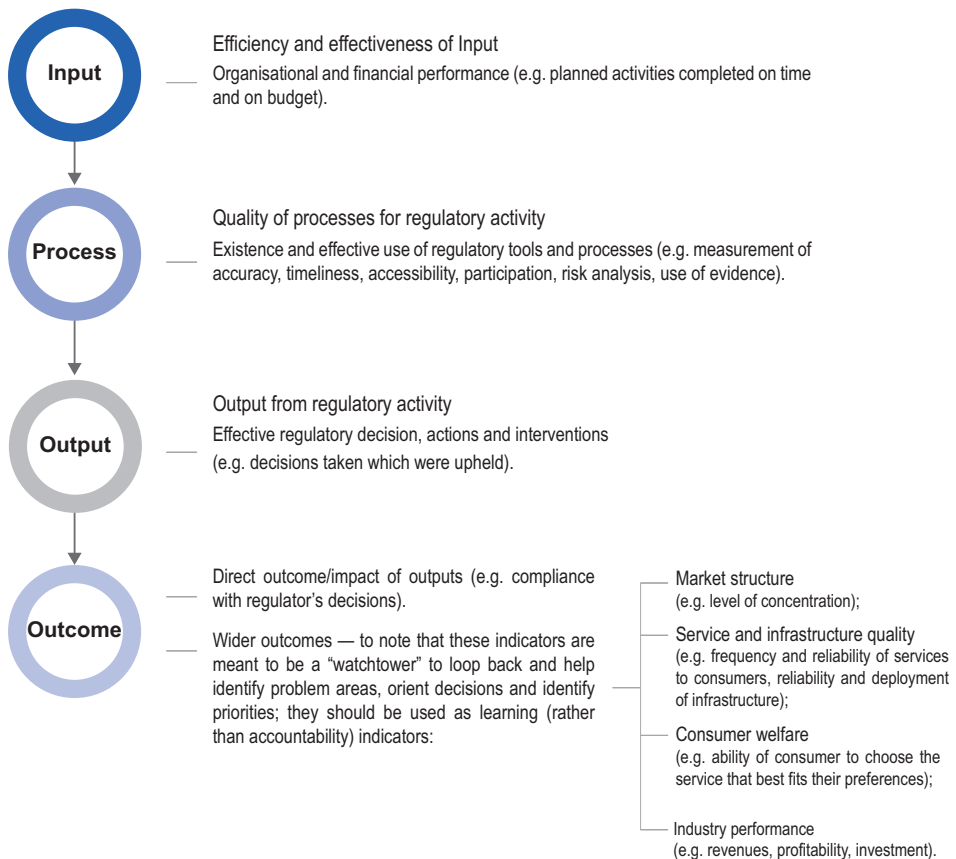 Input
Efficiency and effectiveness of Input
Organisational and financial performance (e.g. planned activities completed on time
and on budget).
Process
Quality of processes for regulatory activity
Existence and effective use of regulatory tools and processes (e.g. measurement of
accuracy, timeliness, accessibility, participation, risk analysis, use of evidence).
Output
Output from regulatory activity
Effective regulatory decision, actions and interventions
(e.g. decisions taken which were upheld).
Outcome
Direct outcome/impact of outputs (e.g. compliance
with regulator's decisions).
Wider outcomes — to note that these indicators are
meant to be a “watchtower” to loop back and help
identify problem areas, orient decisions and identify
priorities; they should be used as learning (rather
than accountability) indicators:
Market structure
(e.g. level of concentration);
Service and infrastructure quality
(e.g. frequency and reliability of services
to consumers, reliability and deployment
of infrastructure);
Consumer welfare
(e.g. ability of consumer to choose the
service that best fits their preferences);
Industry performance
(e.g. revenues, profitability, investment).